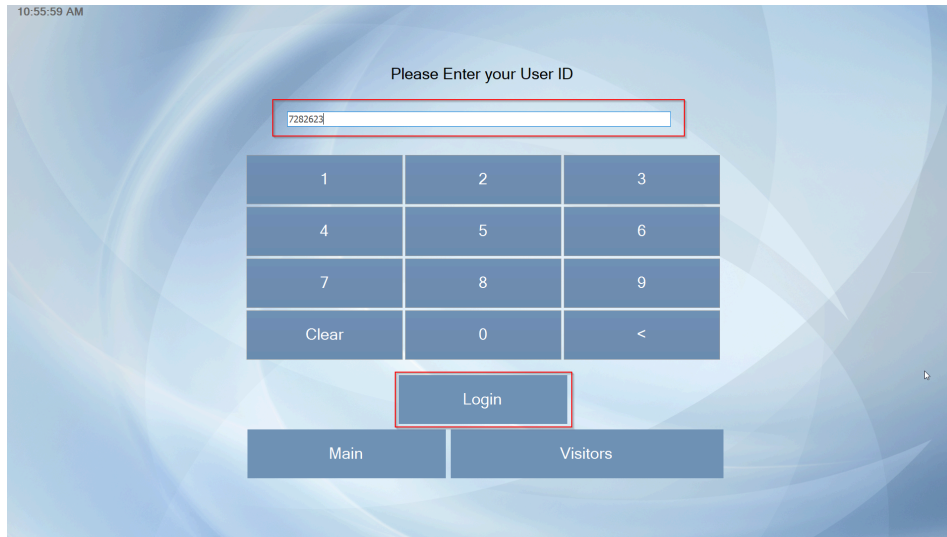 10:55:59 AM
Please Enter your User ID
7282623
1 2 3
4 5 6
7 8 9
Clear 0 <
Login
Main Visitors